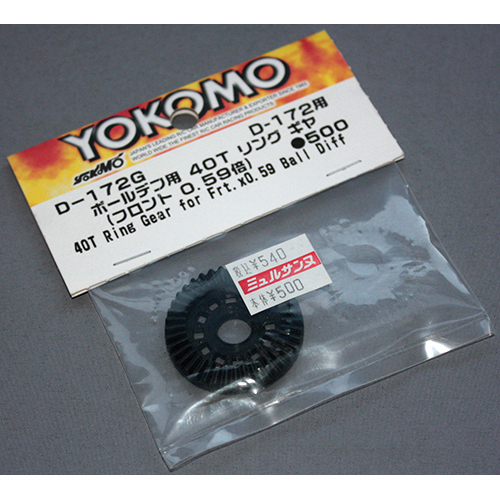 YOKOMO
JAPAN'S LEADING R/C CAR MANUFACTURER & EXPORTER SINCE 1983
WORLD WIDE THE FINEST R/C CAR RACING PRODUCTS
YOKOMO
D-172G D-172用
ボールデフ用 40T リング ギヤ
(フロント 0.59倍) ●500
40T Ring Gear for Frt.x0.59 Ball Diff
税込¥540
ミュルサンヌ
本体¥500